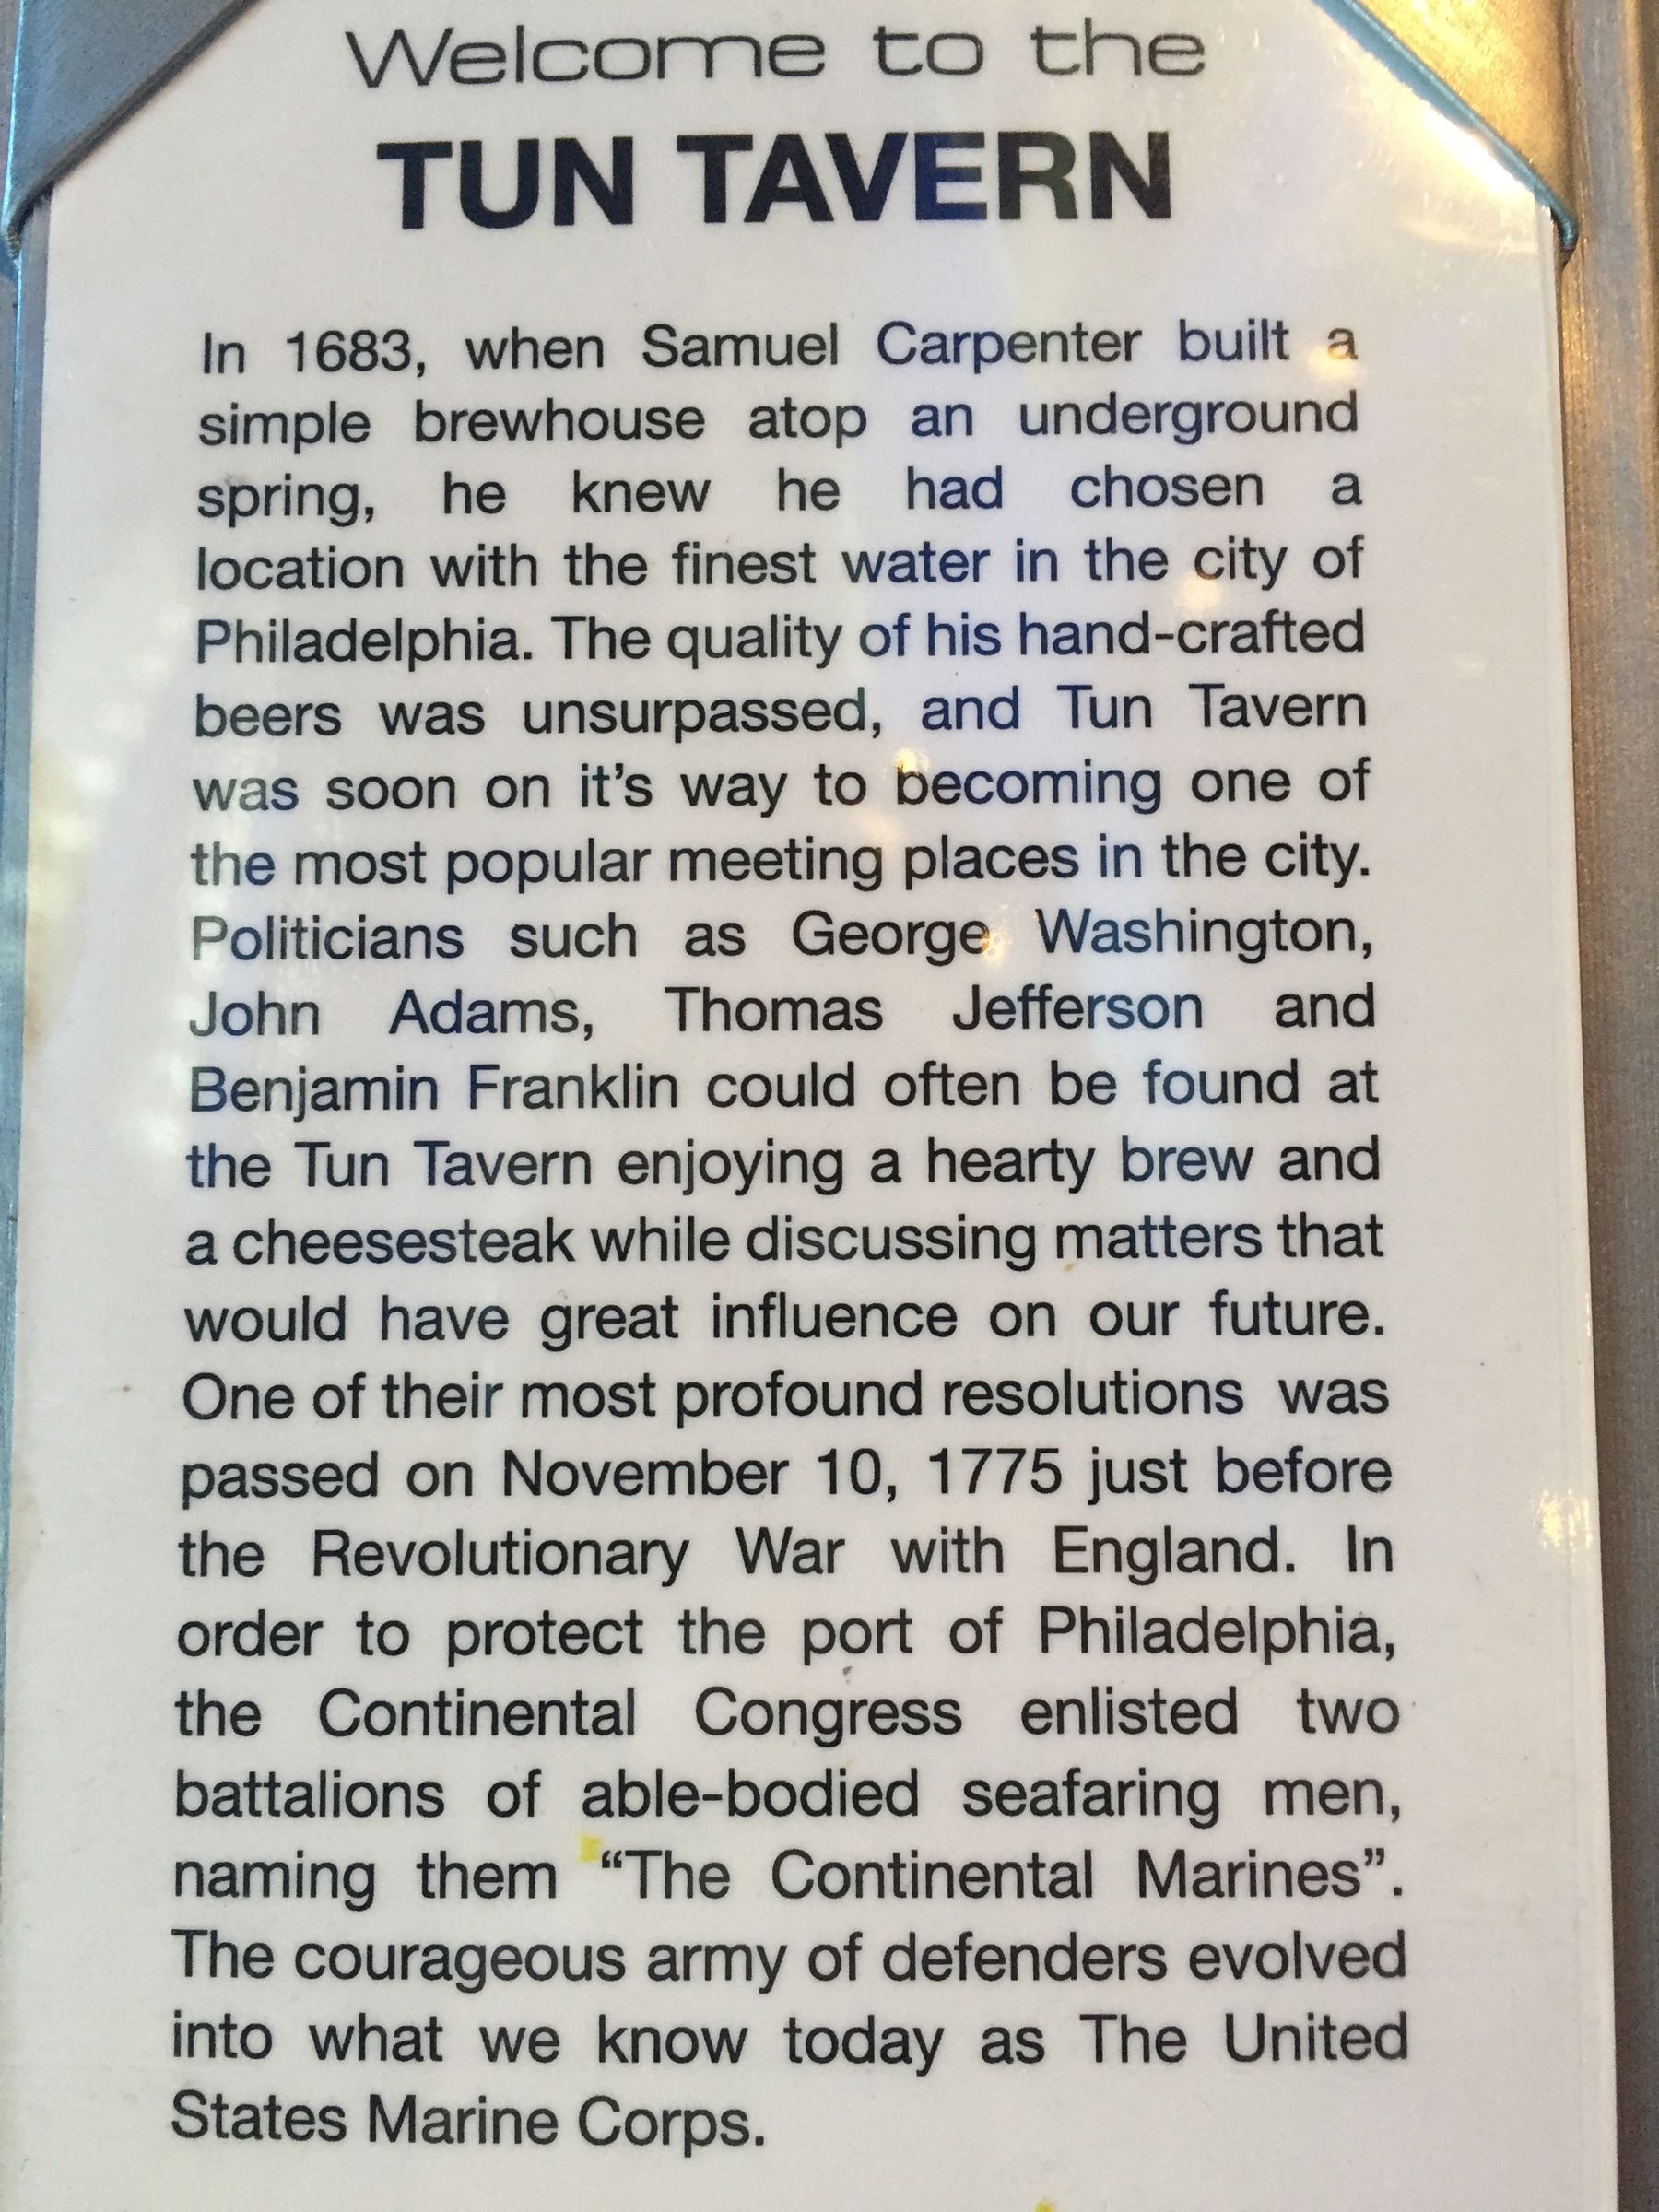 Welcome to the
TUN TAVERN
In 1683, when Samuel Carpenter built a
simple brewhouse atop an underground
spring, he knew he had chosen a
location with the finest water in the city of
Philadelphia. The quality of his hand-crafted
beers was unsurpassed, and Tun Tavern
was soon on it’s way to becoming one of
the most popular meeting places in the city.
Politicians such as George Washington,
John Adams, Thomas Jefferson and
Benjamin Franklin could often be found at
the Tun Tavern enjoying a hearty brew and
a cheesesteak while discussing matters that
would have great influence on our future.
One of their most profound resolutions was
passed on November 10, 1775 just before
the Revolutionary War with England. In
order to protect the port of Philadelphia,
the Continental Congress enlisted two
battalions of able-bodied seafaring men,
naming them “The Continental Marines”.
The courageous army of defenders evolved
into what we know today as The United
States Marine Corps.